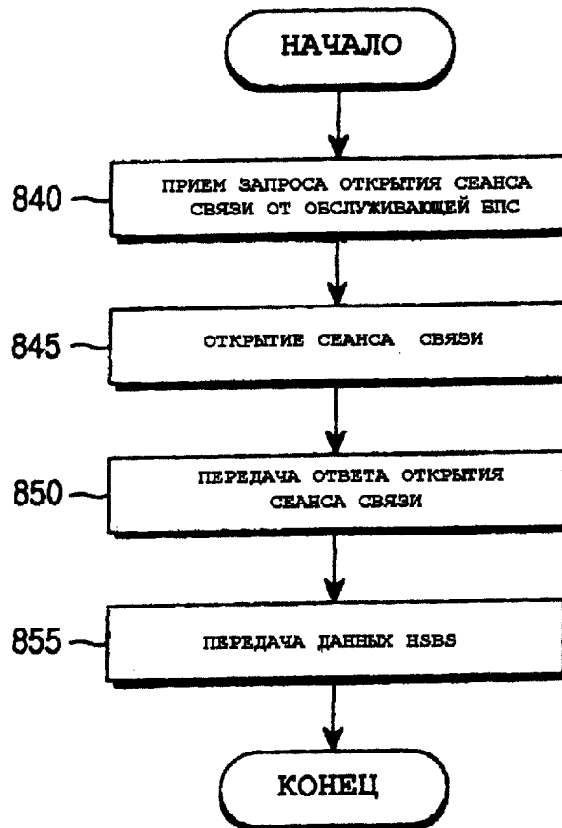 НАЧАЛО
840
ПРИЕМ ЗАПРОСА ОТКРЫТИЯ СЕАНСА
СВЯЗИ ОТ ОБСЛУЖИВАЮЩЕЙ БПС
845
ОТКРЫТИЕ СЕАНСА СВЯЗИ
850
ПЕРЕДАЧА ОТВЕТА ОТКРЫТИЯ
СЕАНСА СВЯЗИ
855
ПЕРЕДАЧА ДАННЫХ HSBS
КОНЕЦ